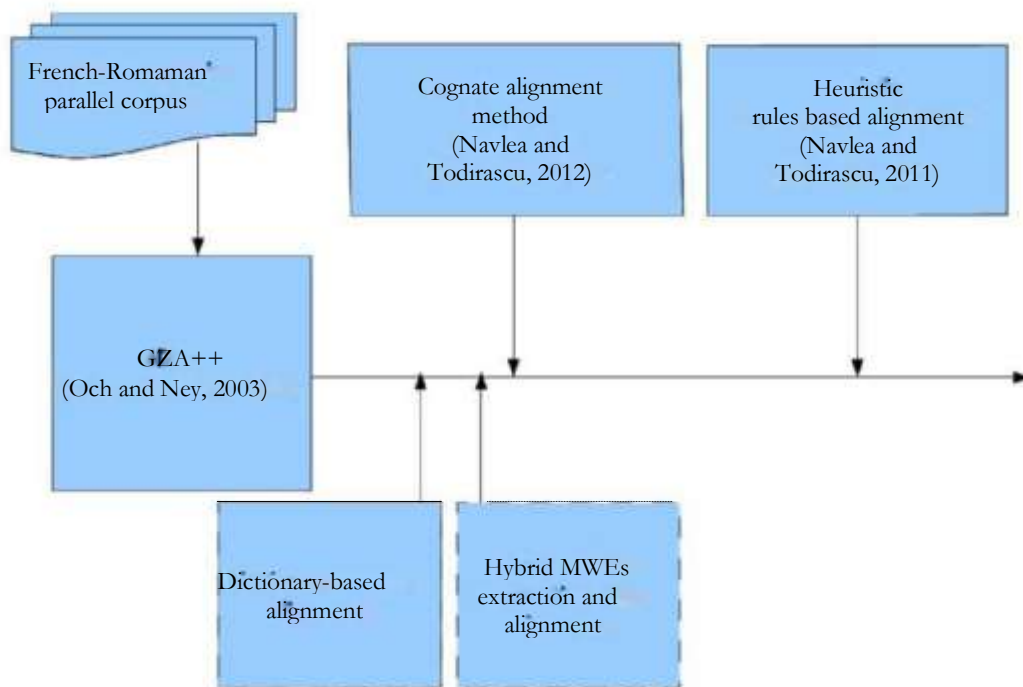 French-Romaman
parallel corpus
Cognate alignment
method
(Navlea and
Todirascu, 2012)
Heuristic
rules based alignment
(Navlea and
Todirascu, 2011)
GZA++
(Och and Ney, 2003)
Dictionary-based
alignment
Hybrid MWEs
extraction and
alignment